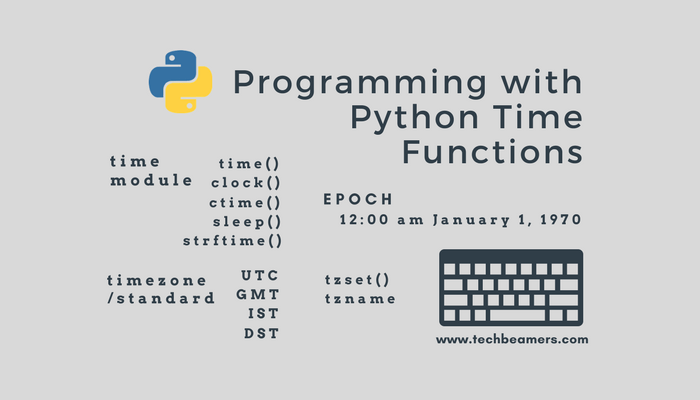 Programming with
Python Time
Functions
time
module
time()
clock()
ctime()
sleep()
strftime()
EPOCH
12:00 am January 1, 1970
timezone
/standard
UTC
GMT
IST
DST
tzset()
tzname
www.techbeamers.com